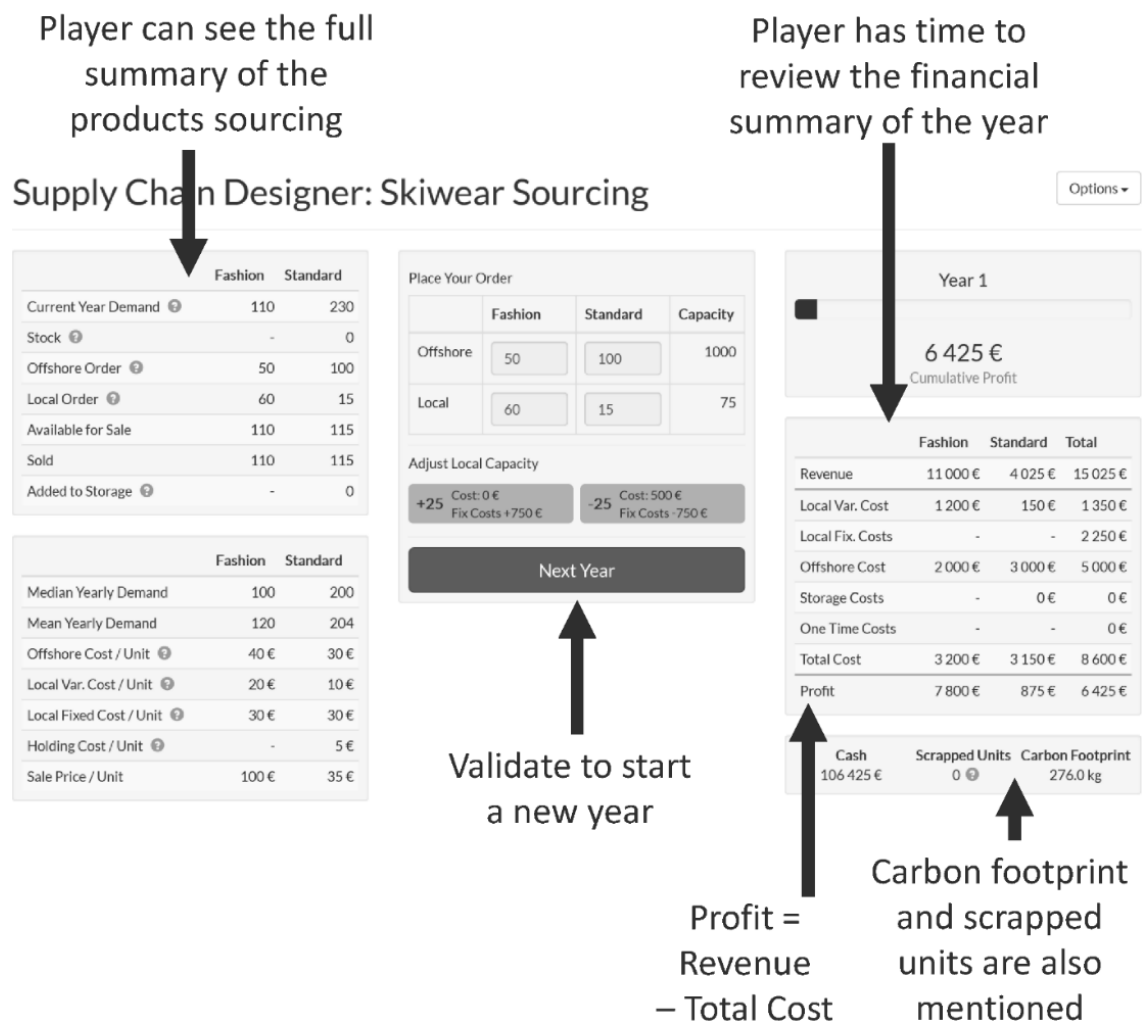 Player can see the full
summary of the
products sourcing
Player has time to
review the financial
summary of the year
Supply Chain Designer: Skiwear Sourcing
Options
Fashion Standard
Current Year Demand 110 230
Stock - 0
Offshore Order 50 100
Local Order 60 15
Available for Sale 110 115
Sold 110 115
Added to Storage - 0
Fashion Standard
Median Yearly Demand 100 200
Mean Yearly Demand 120 204
Offshore Cost / Unit 40 € 30 €
Local Var. Cost / Unit 20 € 10 €
Local Fixed Cost / Unit 30 € 30 €
Holding Cost / Unit - 5 €
Sale Price / Unit 100 € 35 €
Place Your Order
Fashion Standard Capacity
Offshore 50 100 1000
Local 60 15 75
Adjust Local Capacity
+25 Cost: 0 € Fix Costs +750 €
-25 Cost: 500 € Fix Costs -750 €
Next Year
Validate to start
a new year
Year 1
6 425 €
Cumulative Profit
Fashion Standard Total
Revenue 11 000 € 4 025 € 15 025 €
Local Var. Cost 1 200 € 150 € 1 350 €
Local Fix. Costs - - 2 250 €
Offshore Cost 2 000 € 3 000 € 5 000 €
Storage Costs - 0 € 0 €
One Time Costs - - 0 €
Total Cost 3 200 € 3 150 € 8 600 €
Profit 7 800 € 875 € 6 425 €
Cash Scrapped Units Carbon Footprint
106 425 € 0 276.0 kg
Profit =
Revenue
– Total Cost
Carbon footprint
and scrapped
units are also
mentioned